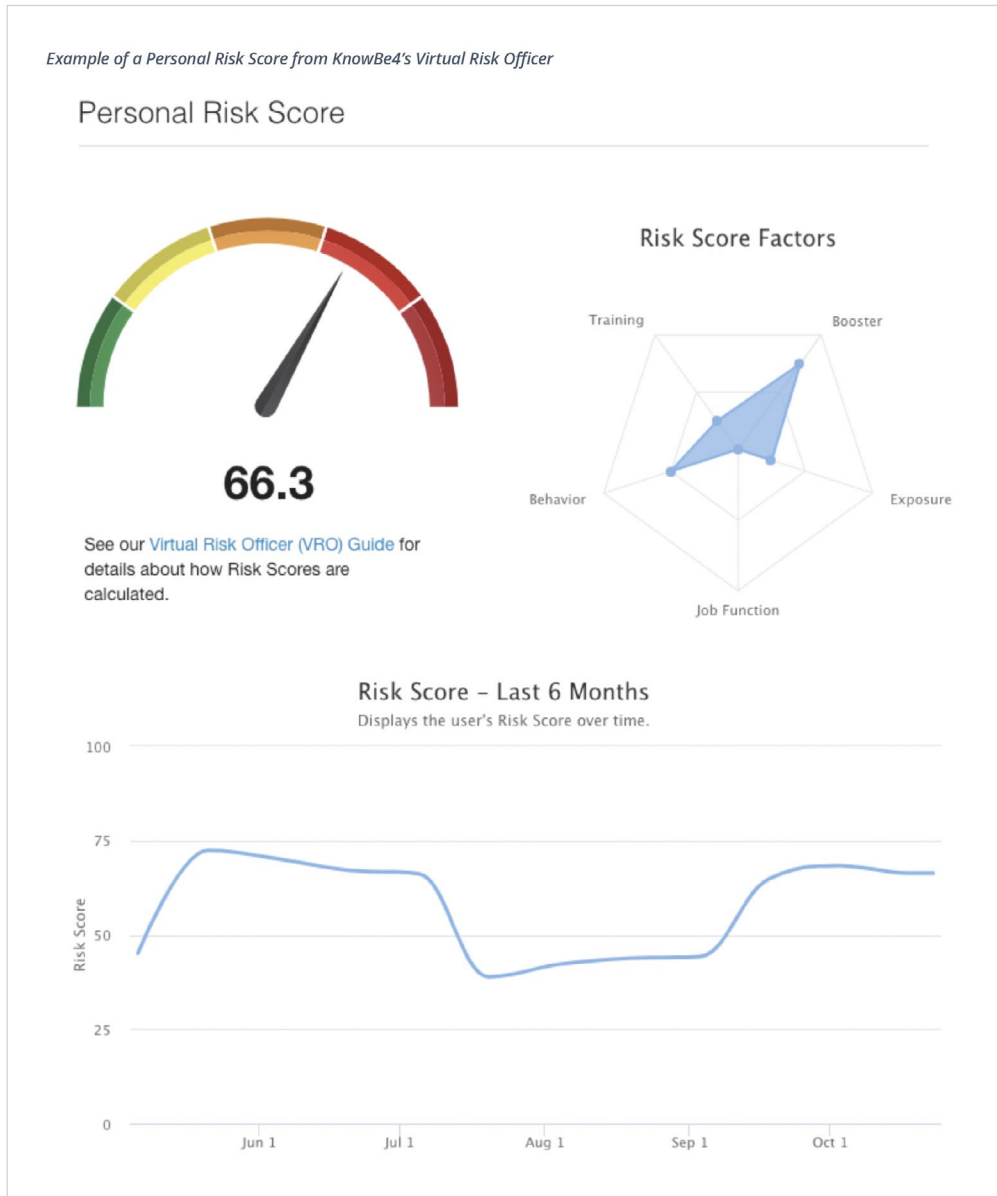 Example of a Personal Risk Score from KnowBe4's Virtual Risk Officer
Personal Risk Score
66.3
See our Virtual Risk Officer (VRO) Guide for
details about how Risk Scores are
calculated.
Risk Score Factors
Training
Booster
Behavior
Exposure
Job Function
Risk Score – Last 6 Months
Displays the user's Risk Score over time.
100
75
50
25
0
Risk Score
Jun 1
Jul 1
Aug 1
Sep 1
Oct 1